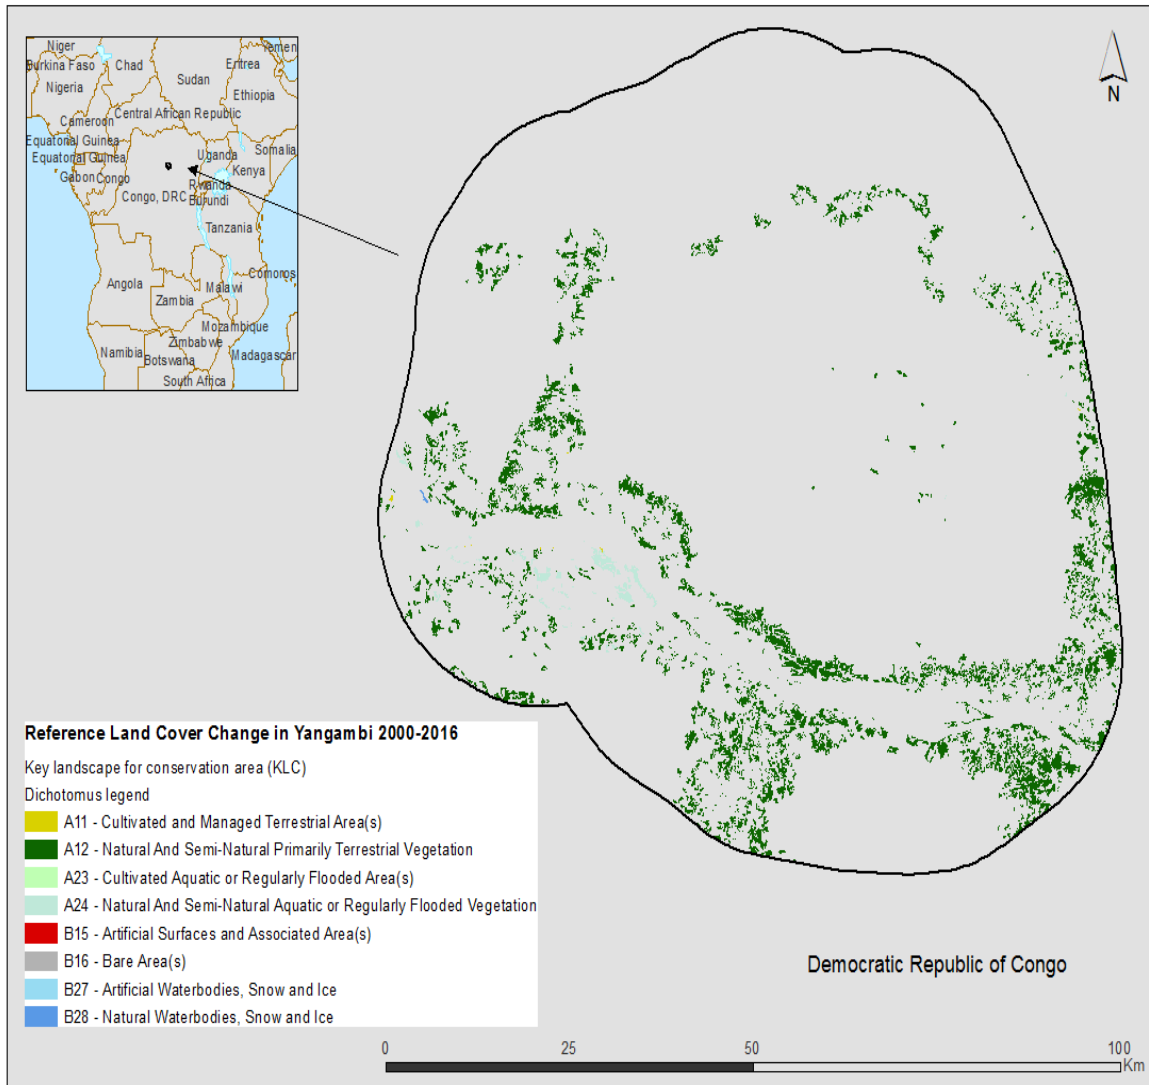 Niger
Yemen
Burkina Faso
Chad
Eritrea
Sudan
Nigeria
Ethiopia
Central African Republic
Cameroon
Equatorial Guinea
Uganda
Somalia
Equatorial Guinea
Kenya
Gabon
Congo
Rwanda
Congo, DRC
Burundi
Tanzania
Comoros
Angola
Malawi
Zambia
Mozambique
Zimbabwe
Namibia
Botswana
Madagascar
South Africa
N
Reference Land Cover Change in Yangambi 2000-2016
Key landscape for conservation area (KLC)
Dichotomus legend
A11 - Cultivated and Managed Terrestrial Area(s)
A12 - Natural And Semi-Natural Primarily Terrestrial Vegetation
A23 - Cultivated Aquatic or Regularly Flooded Area(s)
A24 - Natural And Semi-Natural Aquatic or Regularly Flooded Vegetation
B15 - Artificial Surfaces and Associated Area(s)
B16 - Bare Area(s)
B27 - Artificial Waterbodies, Snow and Ice
B28 - Natural Waterbodies, Snow and Ice
Democratic Republic of Congo
0 25 50 100
Km